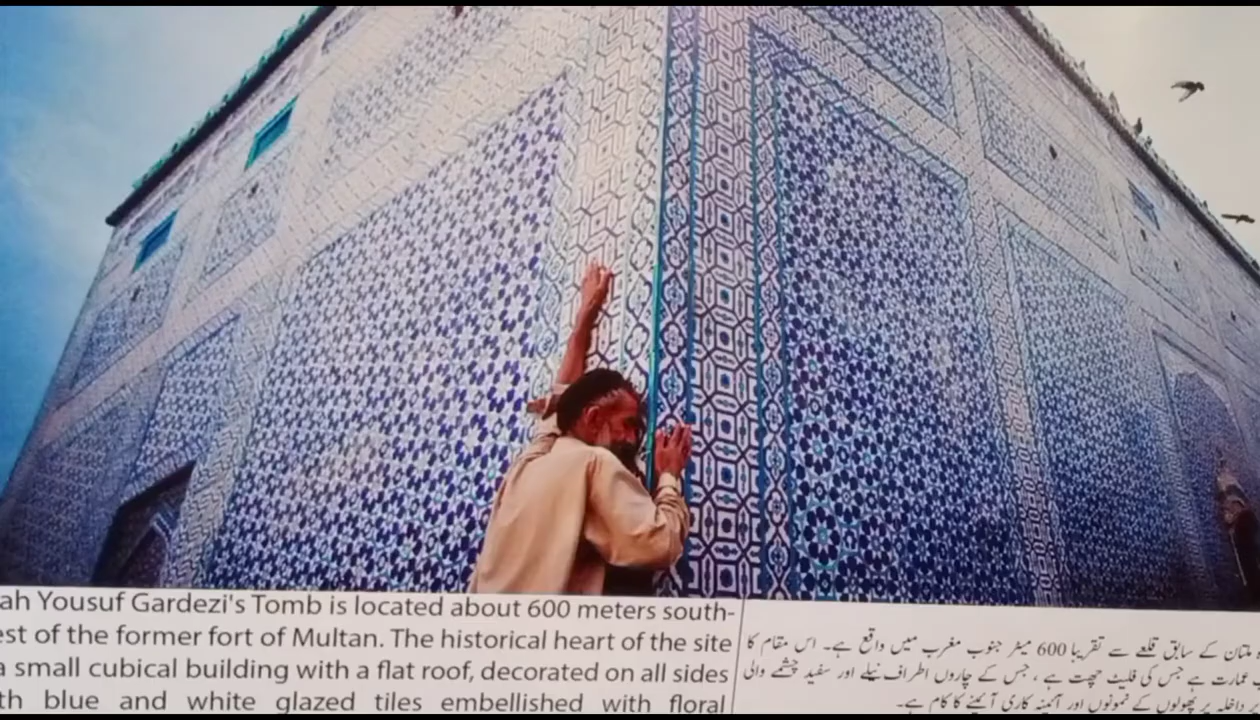 ah Yousuf Gardezi's Tomb is located about 600 meters south-
est of the former fort of Multan. The historical heart of the site
a small cubical building with a flat roof, decorated on all sides
th blue and white glazed tiles embellished with floral
ملتان کے سابق قلعے سے تقریبا 600 میٹر جنوب مغرب میں واقع ہے۔ اس مقام کا
عمارت ہے جس کی فلیٹ چھت ہے ، جس کے چاروں اطراف نیلے اور سفید چشمے والی
داخلہ پر پھولوں کے نمونوں اور آئینہ کاری آئینے کا کام ہے۔